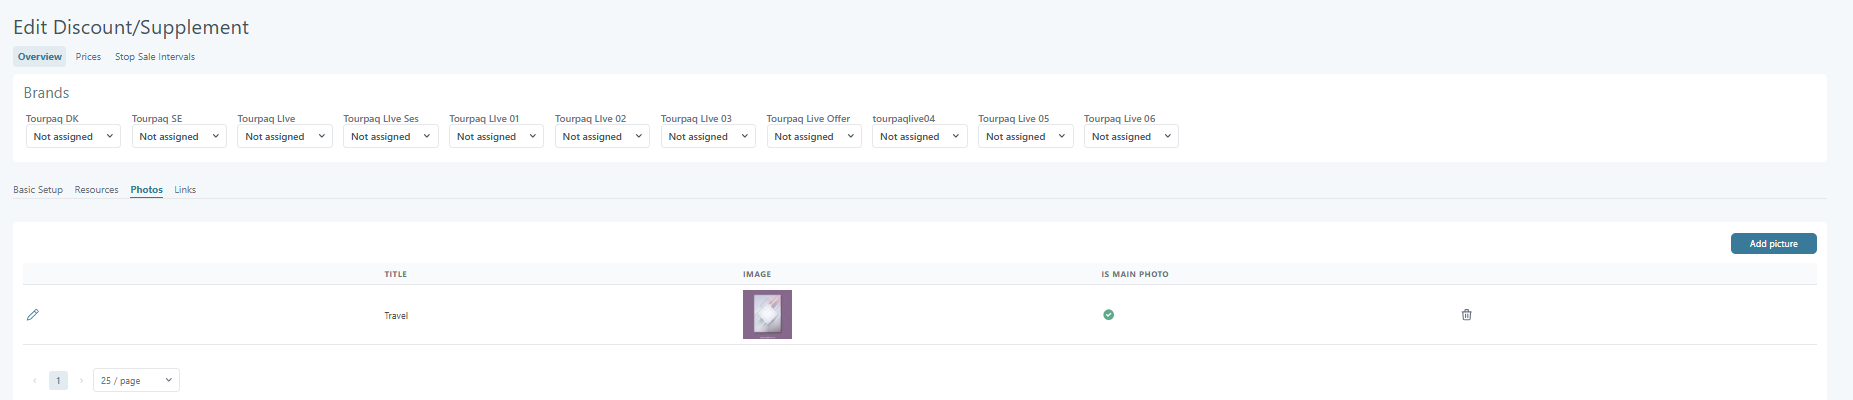 Edit Discount/Supplement
Overview Prices Stop Sale Intervals
Brands
Tourpaq DK Tourpaq SE Tourpaq LIve Tourpaq LIve Ses Tourpaq LIve 01 Tourpaq LIve 02 Tourpaq LIve 03 Tourpaq Live Offer tourpaqlive04 Tourpaq Live 05 Tourpaq Live 06
Not assigned Not assigned Not assigned Not assigned Not assigned Not assigned Not assigned Not assigned Not assigned Not assigned Not assigned
Basic Setup Resources Photos Links
Add picture
TITLE IMAGE IS MAIN PHOTO
Travel
1 25 / page